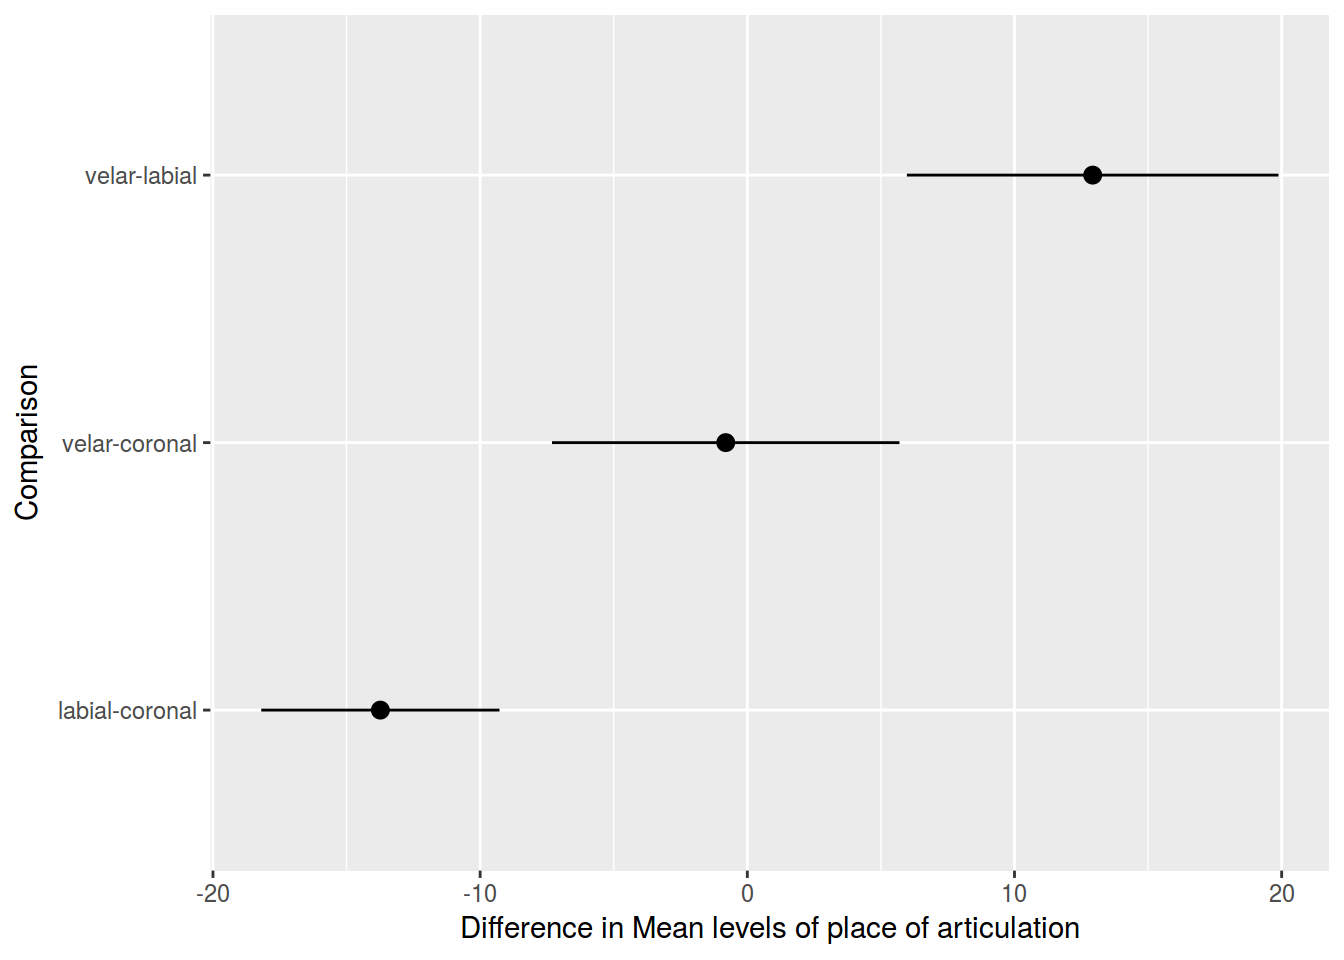 velar-labial
velar-coronal
labial-coronal
Comparison
-20 -10 0 10 20
Difference in Mean levels of place of articulation